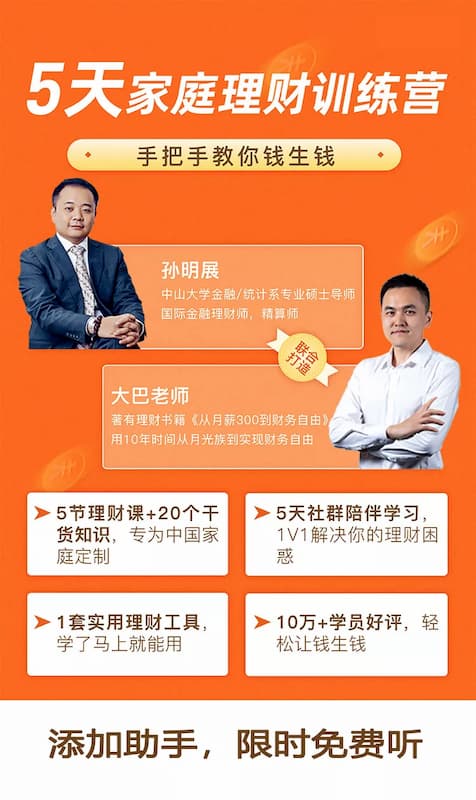 5天家庭理财训练营
手把手教你钱生钱
孙明展
中山大学金融/统计系专业硕士导师
国际金融理财师，精算师
联合
打造
大巴老师
著有理财书籍《从月薪300到财务自由》
用10年时间从月光族到实现财务自由
5节理财课+20个干
货知识，专为中国家
庭定制
5天社群陪伴学习，
1V1解决你的理财困
惑
1套实用理财工具，
学了马上就能用
10万+学员好评，轻
松让钱生钱
添加助手，限时免费听